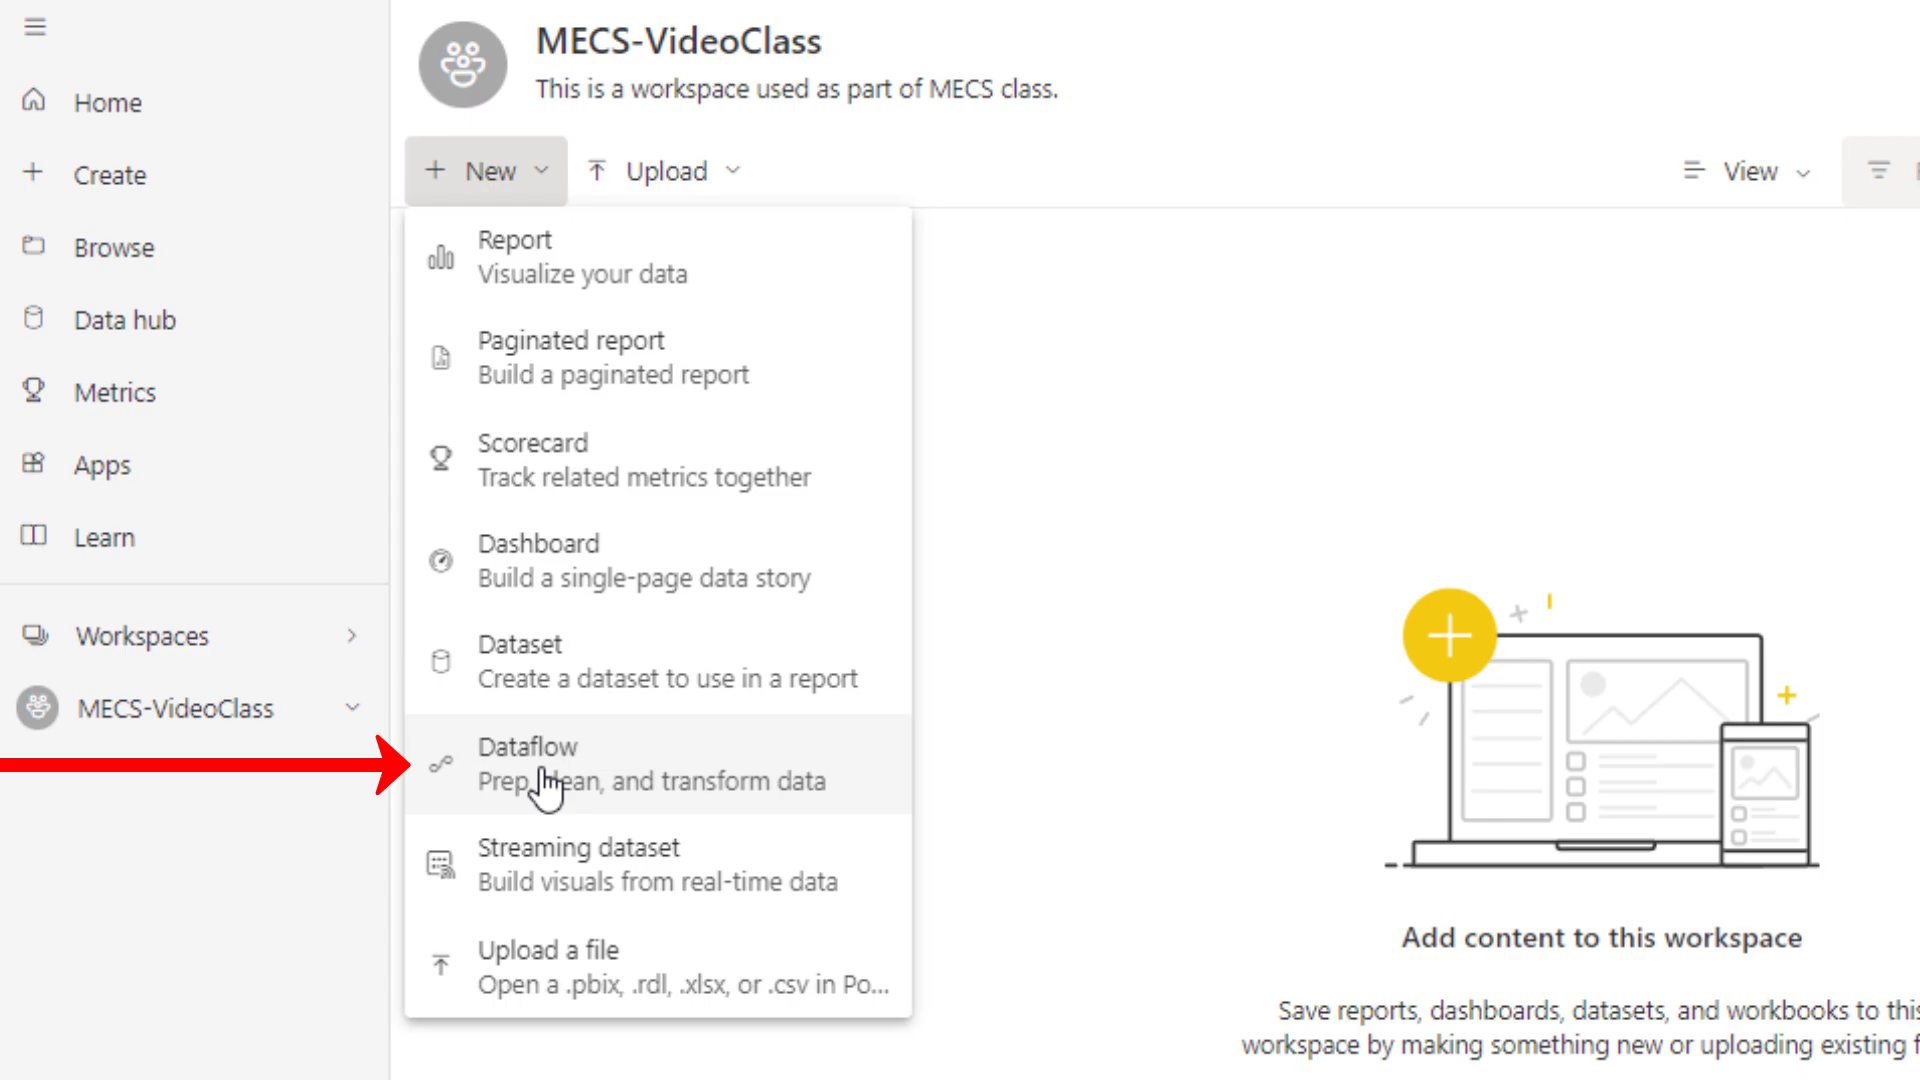 MECS-VideoClass
This is a workspace used as part of MECS class.
Home
Create
Browse
Data hub
Metrics
Apps
Learn
Workspaces
MECS-VideoClass
New
Upload
View
Report
Visualize your data
Paginated report
Build a paginated report
Scorecard
Track related metrics together
Dashboard
Build a single-page data story
Dataset
Create a dataset to use in a report
Dataflow
Prep, clean, and transform data
Streaming dataset
Build visuals from real-time data
Upload a file
Open a .pbix, .rdl, .xlsx, or .csv in Po...
Add content to this workspace
Save reports, dashboards, datasets, and workbooks to this
workspace by making something new or uploading existing